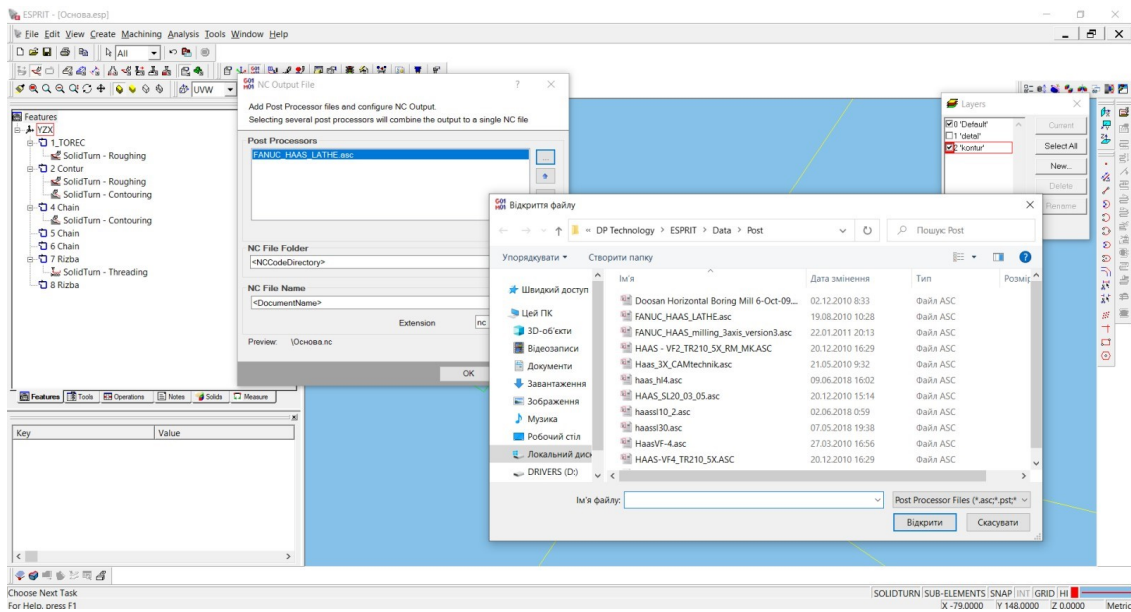 ESPRIT - [Основа.esp]
File Edit View Create Machining Analysis Tools Window Help
All
UVW
NC Output File
Add Post Processor files and configure NC Output.
Selecting several post processors will combine the output to a single NC file
Post Processors
FANUC_HAAS_LATHE.asc
...
NC File Folder
<NCCodeDirectory>
NC File Name
<DocumentName>
Extension
nc
Preview: \Основа.nc
OK
Features
YZX
1_TOREC
SolidTurn - Roughing
2 Contur
SolidTurn - Roughing
SolidTurn - Contouring
4 Chain
SolidTurn - Contouring
5 Chain
6 Chain
7 Rizba
SolidTurn - Threading
8 Rizba
Features Tools Operations Notes Solids Measure
Key Value
Layers
0 'Default'
1 'detal'
2 'kontur'
Current
Select All
New...
Delete
Rename
Відкриття файлу
« DP Technology > ESPRIT > Data > Post
Пошук: Post
Упорядкувати Створити папку
Швидкий доступ
Цей ПК
3D-об'єкти
Відеозаписи
Документи
Завантаження
Зображення
Музика
Робочий стіл
Локальний диск
DRIVERS (D:)
Ім'я Дата змінення Тип Розмір
Doosan Horizontal Boring Mill 6-Oct-09... 02.12.2010 8:33 Файл ASC
FANUC_HAAS_LATHE.asc 19.08.2010 10:28 Файл ASC
FANUC_HAAS_milling_3axis_version3.asc 22.01.2011 20:13 Файл ASC
HAAS - VF2_TR210_5X_RM_MK.ASC 20.12.2010 16:29 Файл ASC
Haas_3X_CAMtechnik.asc 21.05.2010 9:32 Файл ASC
haas_hl4.asc 09.06.2018 16:02 Файл ASC
HAAS_SL20_03_05.asc 20.12.2010 15:14 Файл ASC
haassl10_2.asc 02.06.2018 0:59 Файл ASC
haassl30.asc 07.05.2018 19:38 Файл ASC
HaasVF-4.asc 27.03.2010 16:56 Файл ASC
HAAS-VF4_TR210_5X.ASC 20.12.2010 16:29 Файл ASC
Ім'я файлу:
Post Processor Files (*.asc;*.pst;*
Відкрити Скасувати
Choose Next Task
SOLIDTURN SUB-ELEMENTS SNAP INT GRID HI
For Help, press F1
X -79.0000 Y 148.0000 Z 0.0000 Metric